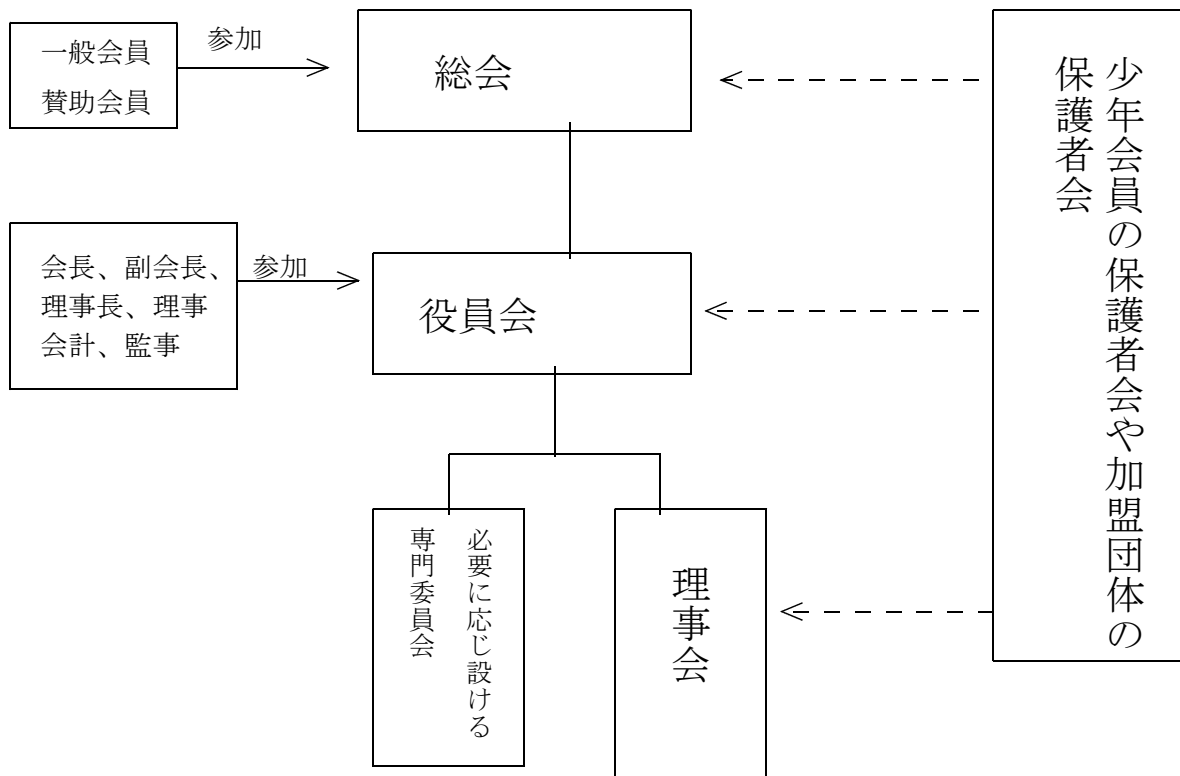 一般会員
賛助会員
参加
総会
少年会員の保護者会や加盟団体の
保護者会
会長、副会長、
理事長、理事
会計、監事
参加
役員会
必要に応じ設ける
専門委員会
理事会